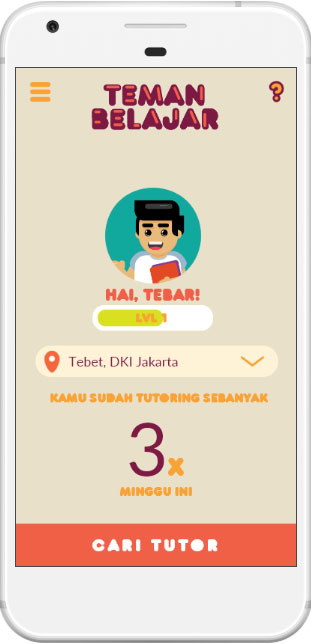 TEMAN
BELAJAR
?
HAI, TEBAR!
LVL 1
Tebet, DKI Jakarta
KAMU SUDAH TUTORING SEBANYAK
3x
MINGGU INI
CARI TUTOR